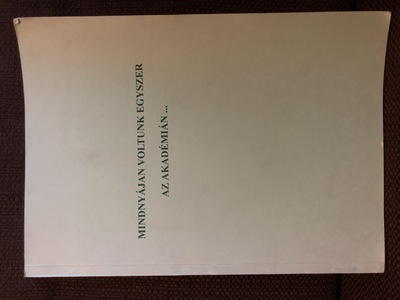 MINDNYÁJAN VOLTUNK EGYSZER
AZ AKADÉMIÁN ...